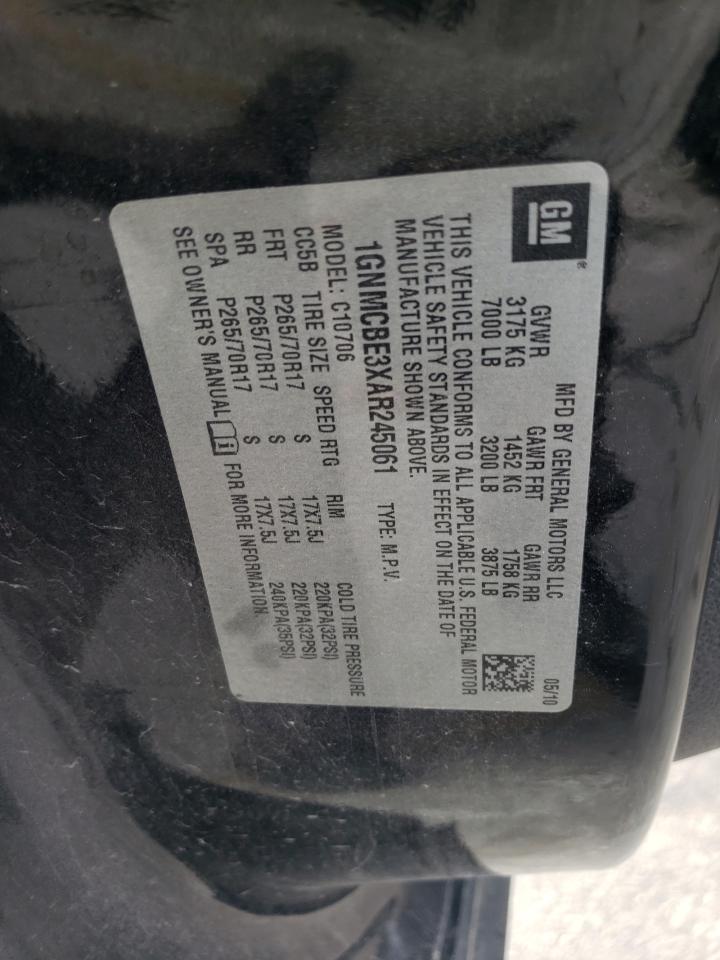 GM
MFD BY GENERAL MOTORS LLC 05/10
GVWR GAWR FRT GAWR RR
3175 KG 1452 KG 1758 KG
7000 LB 3200 LB 3875 LB
THIS VEHICLE CONFORMS TO ALL APPLICABLE U.S. FEDERAL MOTOR
VEHICLE SAFETY STANDARDS IN EFFECT ON THE DATE OF
MANUFACTURE SHOWN ABOVE.
1GNMCBE3XAR245061 TYPE: M.P.V.
MODEL: C10706
CC5B TIRE SIZE SPEED RTG RIM COLD TIRE PRESSURE
FRT P265/70R17 S 17X7.5J 220KPA(32PSI)
RR P265/70R17 S 17X7.5J 220KPA(32PSI)
SPA P265/70R17 S 17X7.5J 240KPA(35PSI)
SEE OWNER'S MANUAL FOR MORE INFORMATION